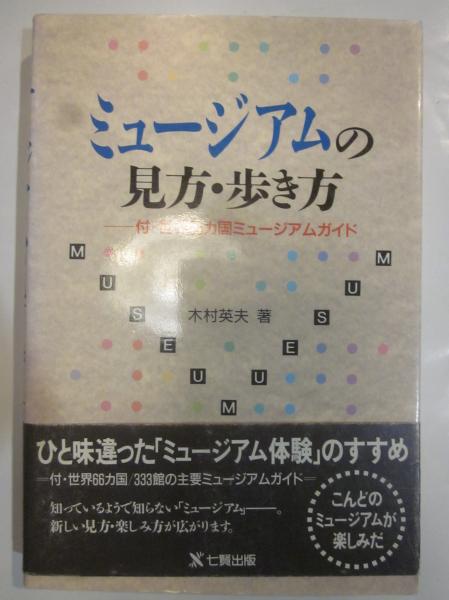 ミュージアムの
見方・歩き方
——付・世 カ国ミュージアムガイド
MUSEUM
MUSEUM
木村英夫 著
ひと味違った「ミュージアム体験」のすすめ
=付・世界66カ国/333館の主要ミュージアムガイド=
知っているようで知らない「ミュージアム」——。
新しい見方・楽しみ方が広がります。
こんどの
ミュージアムが
楽しみだ
七賢出版